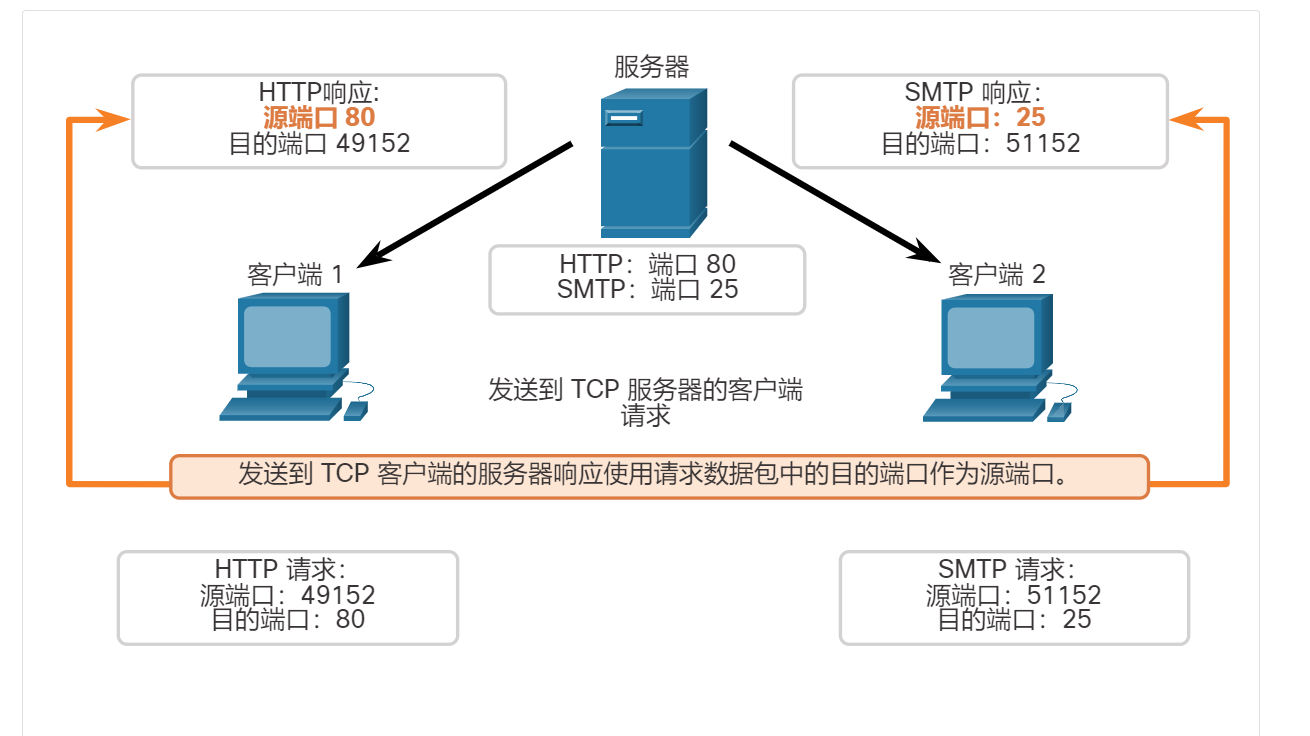 服务器
HTTP响应:
源端口 80
目的端口 49152
SMTP 响应：
源端口：25
目的端口：51152
HTTP：端口 80
SMTP：端口 25
客户端 1
客户端 2
发送到 TCP 服务器的客户端
请求
发送到 TCP 客户端的服务器响应使用请求数据包中的目的端口作为源端口。
HTTP 请求：
源端口：49152
目的端口：80
SMTP 请求：
源端口：51152
目的端口：25